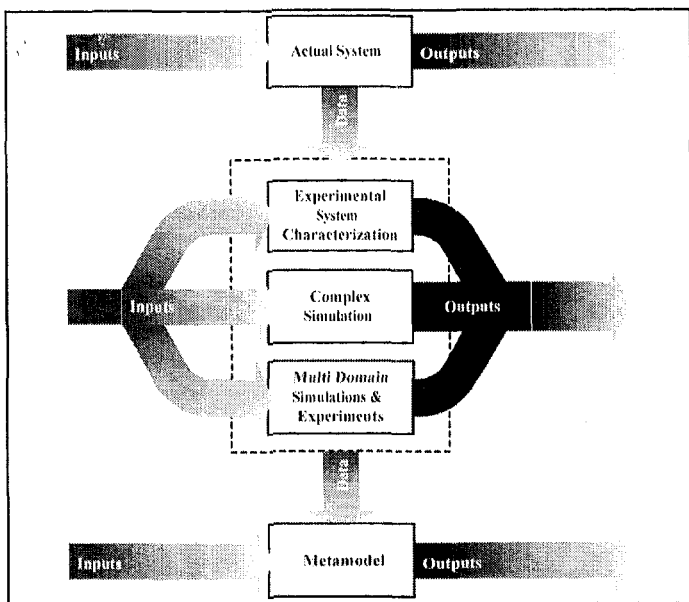 Inputs
Actual System
Outputs
Data
Experimental
System
Characterization
Inputs
Complex
Simulation
Outputs
Multi Domain
Simulations &
Experiments
Data
Inputs
Metamodel
Outputs